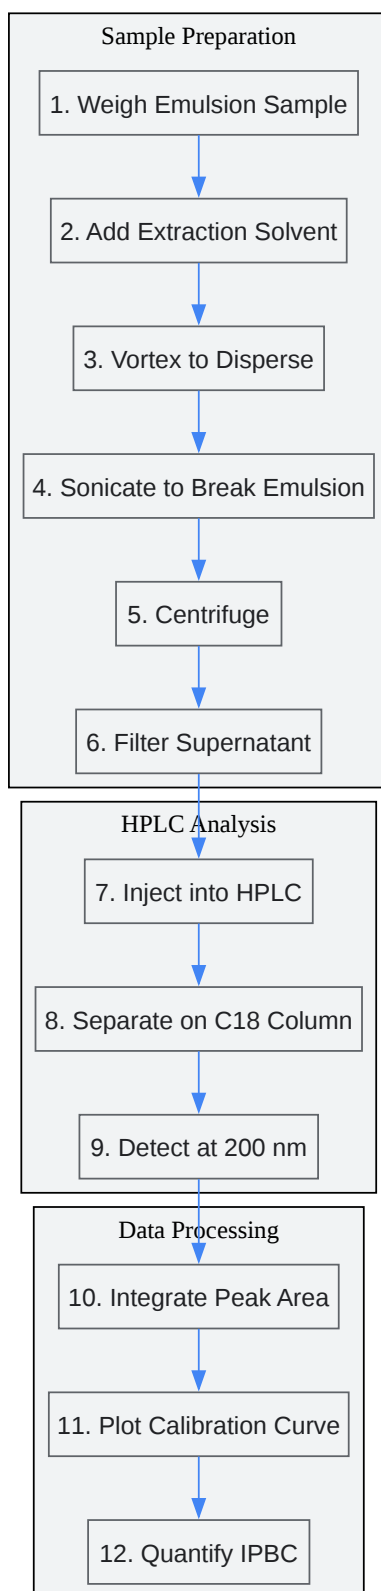 Sample Preparation
1. Weigh Emulsion Sample
2. Add Extraction Solvent
3. Vortex to Disperse
4. Sonicate to Break Emulsion
5. Centrifuge
6. Filter Supernatant
HPLC Analysis
7. Inject into HPLC
8. Separate on C18 Column
9. Detect at 200 nm
Data Processing
10. Integrate Peak Area
11. Plot Calibration Curve
12. Quantify IPBC